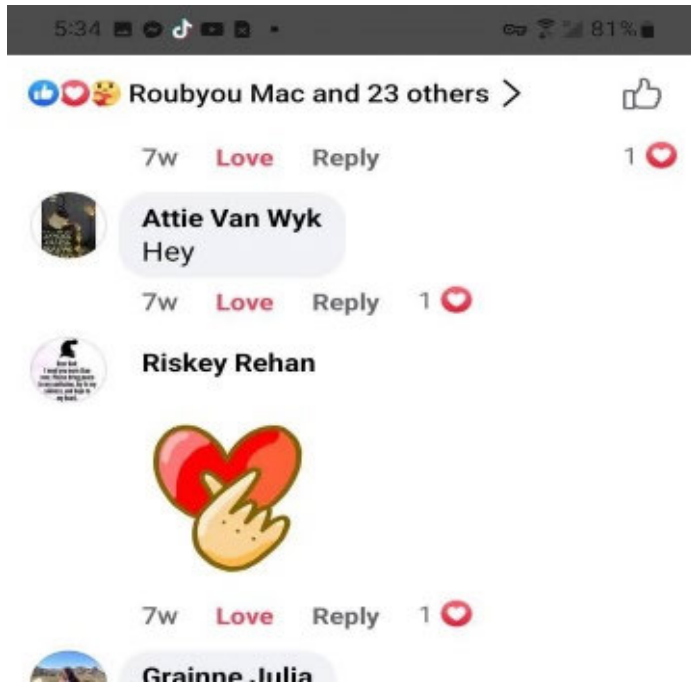 5:34 81%
Roubyou Mac and 23 others >
7w Love Reply 1
Attie Van Wyk
Hey
7w Love Reply 1
Riskey Rehan
7w Love Reply 1
Grainne Julia